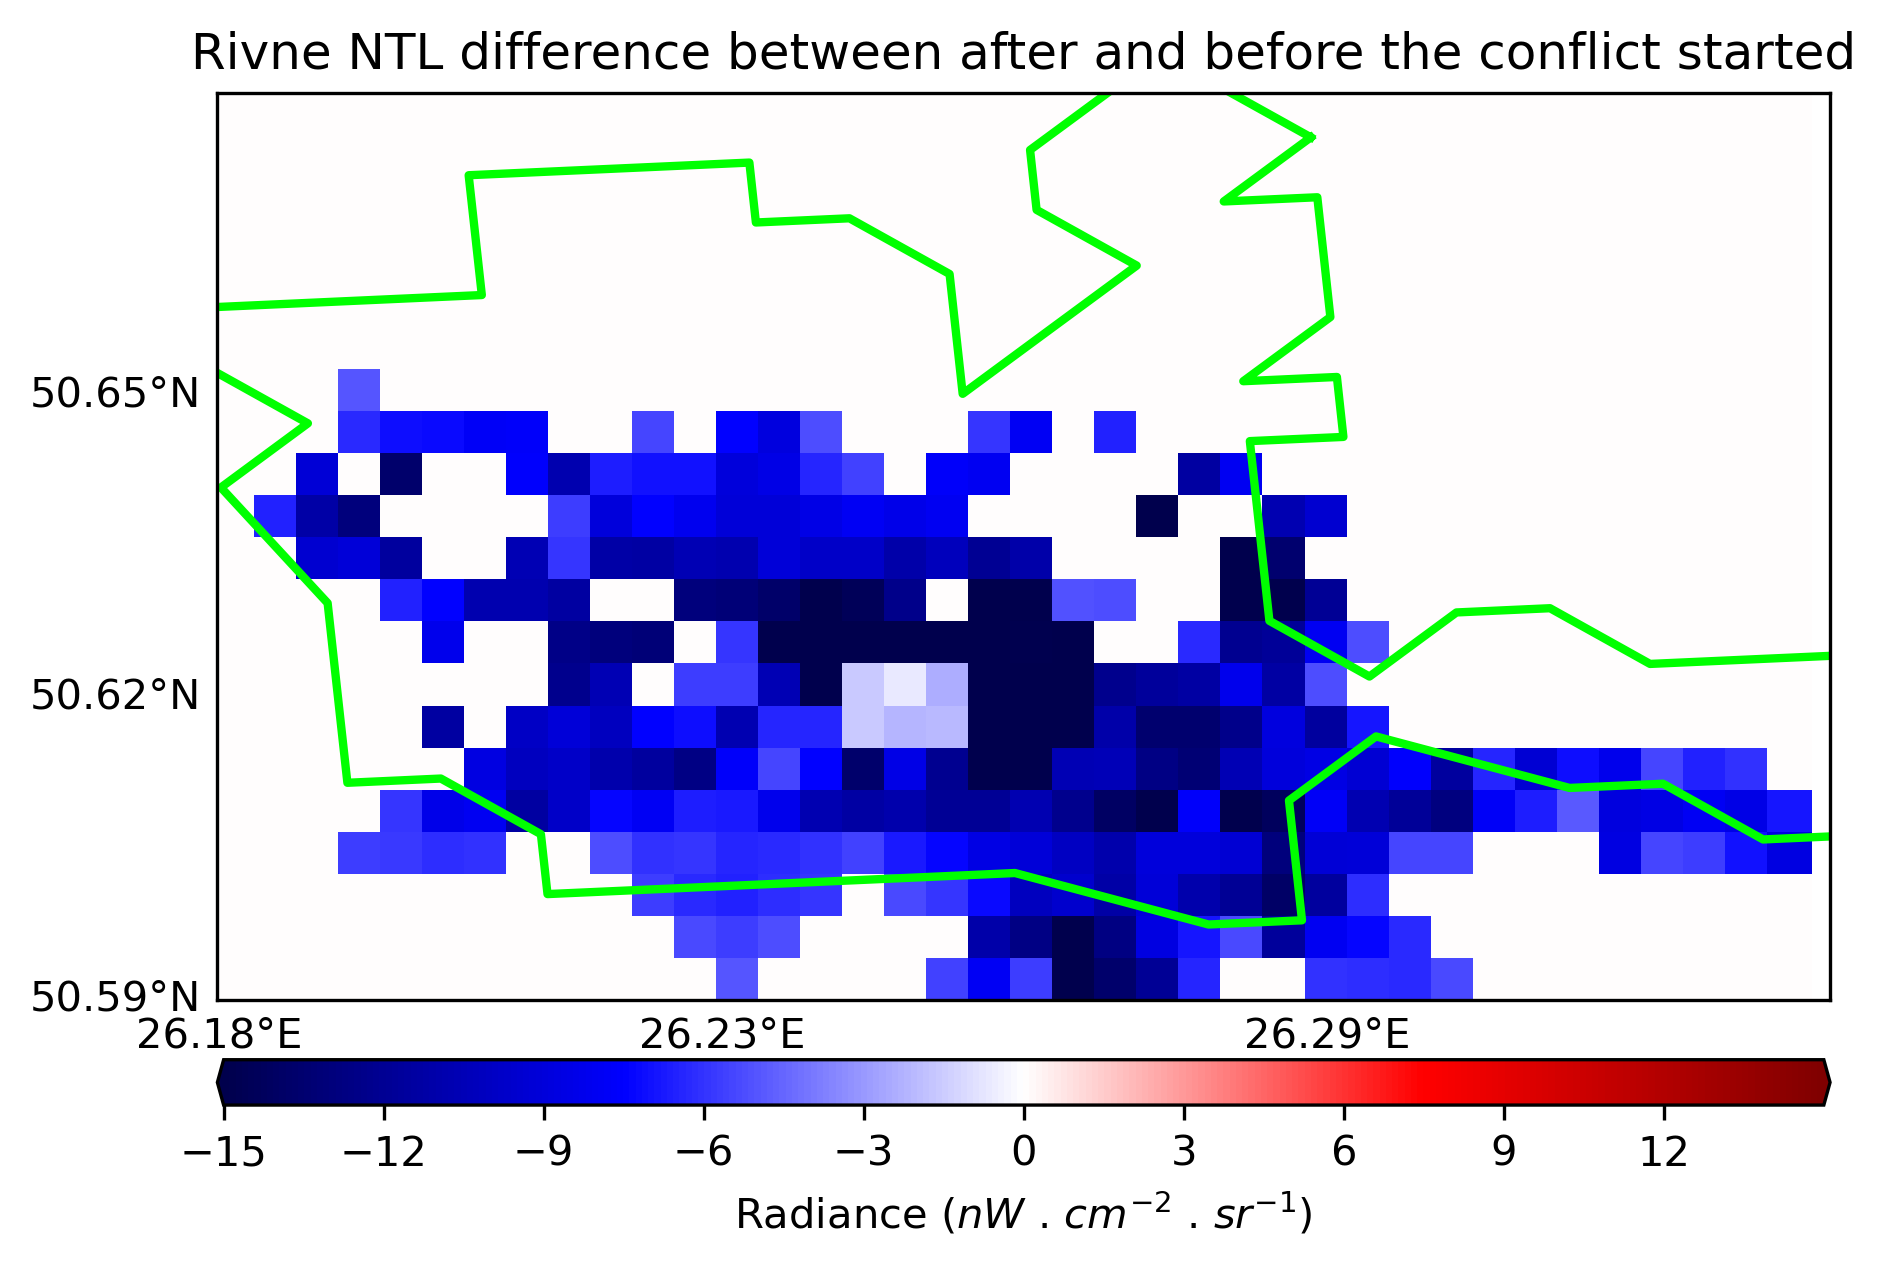 Rivne NTL difference between after and before the conflict started
50.65°N
50.62°N
50.59°N
26.18°E 26.23°E 26.29°E
−15 −12 −9 −6 −3 0 3 6 9 12
Radiance (nW . cm⁻² . sr⁻¹)